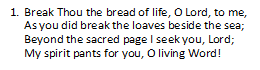 1. Break Thou the bread of life, O Lord, to me,
As you did break the loaves beside the sea;
Beyond the sacred page I seek you, Lord;
My spirit pants for you, O living Word!